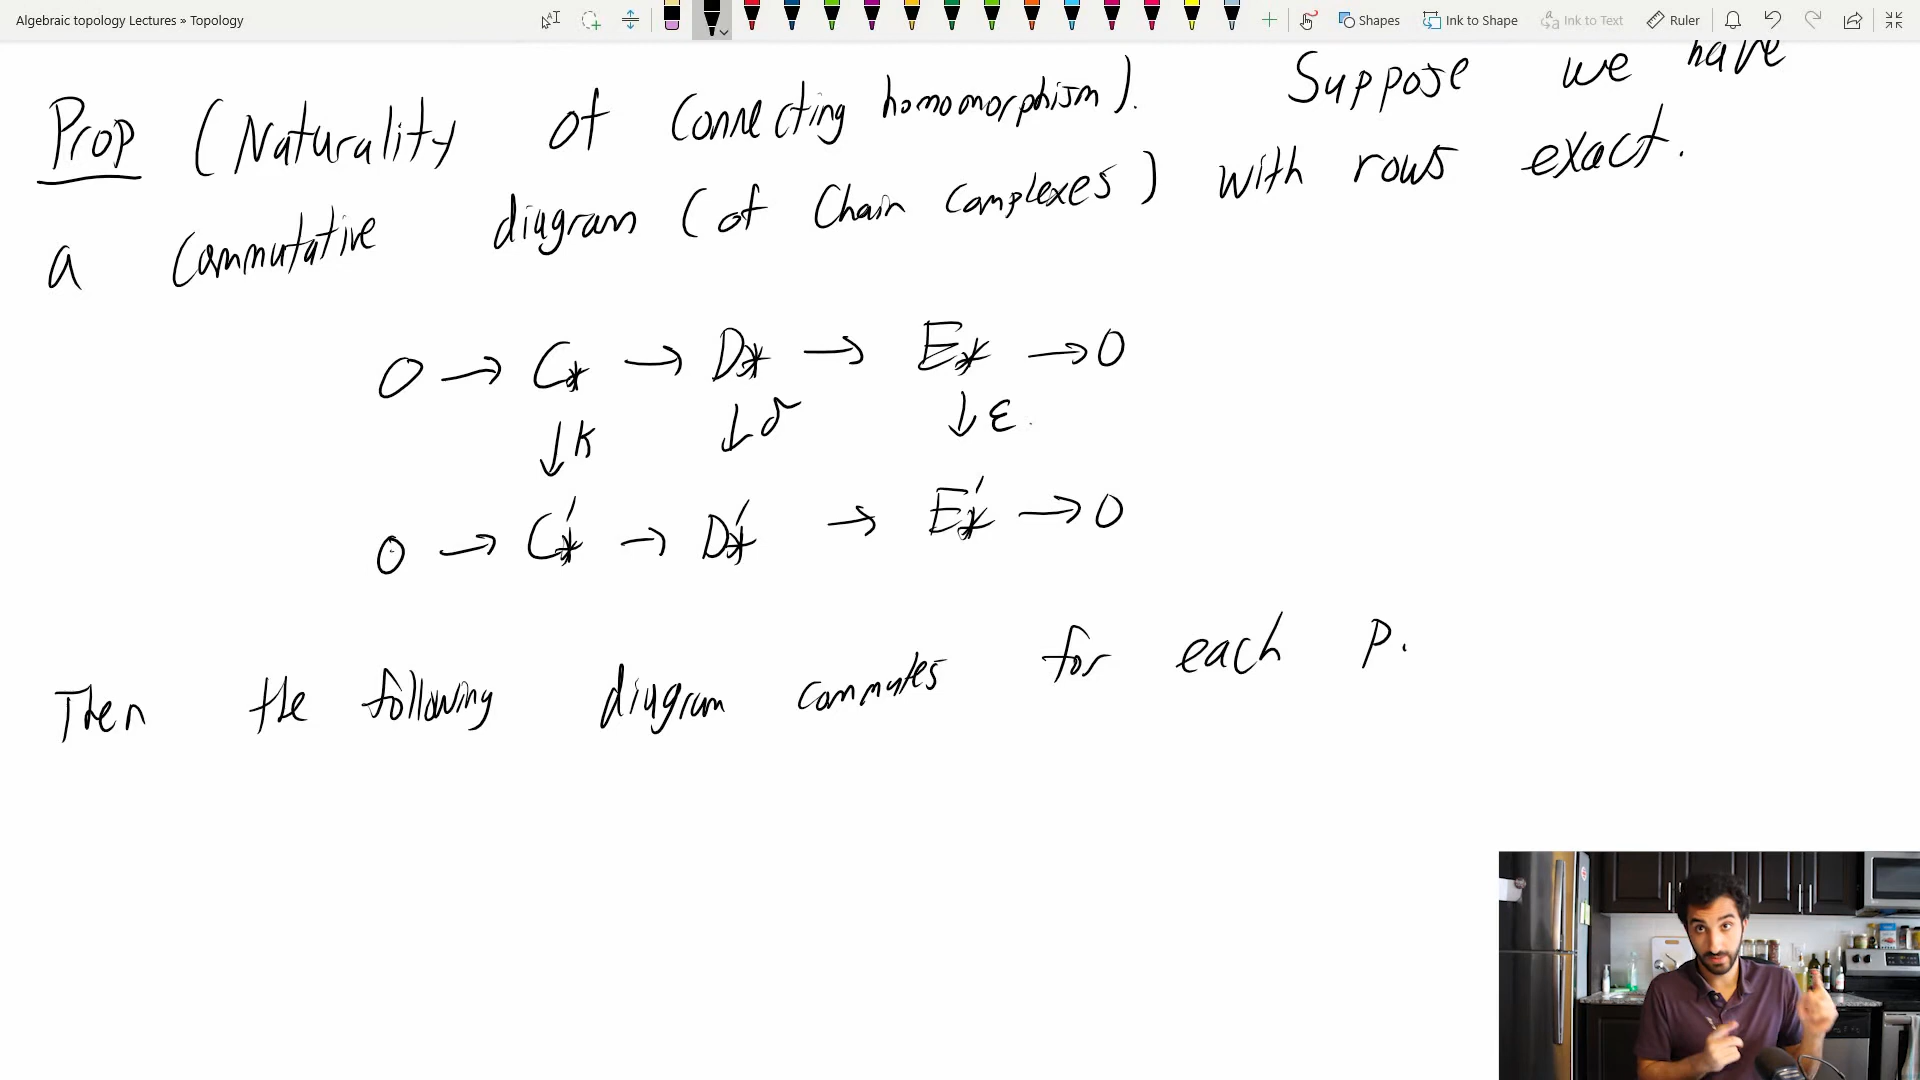 Algebraic topology Lectures » Topology
Shapes Ink to Shape Ink to Text Ruler
Prop (Naturality of connecting homomorphism). Suppose we have
a commutative diagram (of chain complexes) with rows exact.
0 → C* → D* → E* → 0
↓ κ ↓ δ ↓ ε
0 → C'* → D'* → E'* → 0
Then the following diagram commutes for each p.